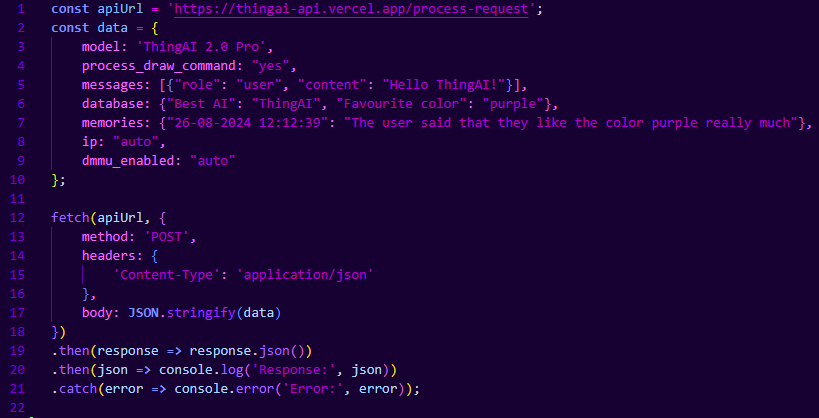 1 const apiUrl = 'https://thingai-api.vercel.app/process-request';
2 const data = {
3     model: 'ThingAI 2.0 Pro',
4     process_draw_command: "yes",
5     messages: [{"role": "user", "content": "Hello ThingAI!"}],
6     database: {"Best AI": "ThingAI", "Favourite color": "purple"},
7     memories: {"26-08-2024 12:12:39": "The user said that they like the color purple really much"},
8     ip: "auto",
9     dmmu_enabled: "auto"
10 };
11
12 fetch(apiUrl, {
13     method: 'POST',
14     headers: {
15         'Content-Type': 'application/json'
16     },
17     body: JSON.stringify(data)
18 })
19 .then(response => response.json())
20 .then(json => console.log('Response:', json))
21 .catch(error => console.error('Error:', error));
22